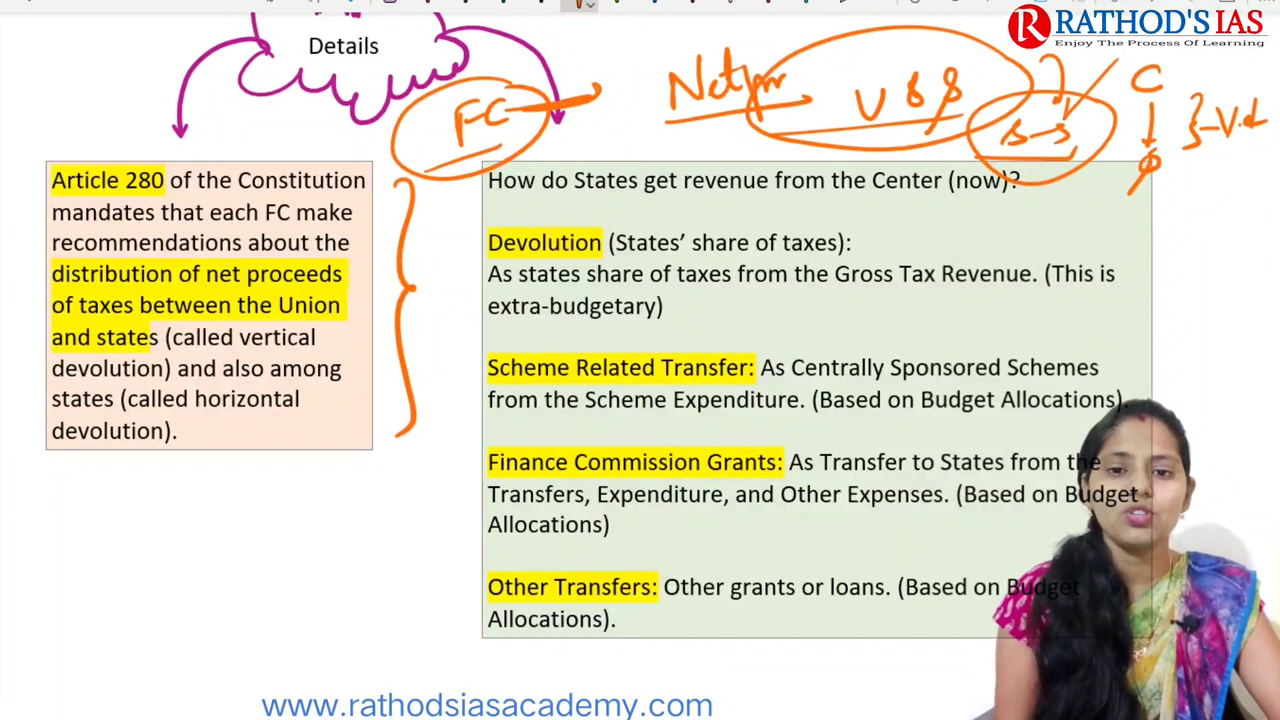 RATHOD'S IAS
Enjoy The Process Of Learning
Details
FC
C
V.d
S-S
Article 280 of the Constitution
mandates that each FC make
recommendations about the
distribution of net proceeds
of taxes between the Union
and states (called vertical
devolution) and also among
states (called horizontal
devolution).
How do States get revenue from the Center (now)?
Devolution (States’ share of taxes):
As states share of taxes from the Gross Tax Revenue. (This is
extra-budgetary)
Scheme Related Transfer: As Centrally Sponsored Schemes
from the Scheme Expenditure. (Based on Budget Allocations).
Finance Commission Grants: As Transfer to States from the
Transfers, Expenditure, and Other Expenses. (Based on Budget
Allocations)
Other Transfers: Other grants or loans. (Based on Budget
Allocations).
www.rathodsiasacademy.com